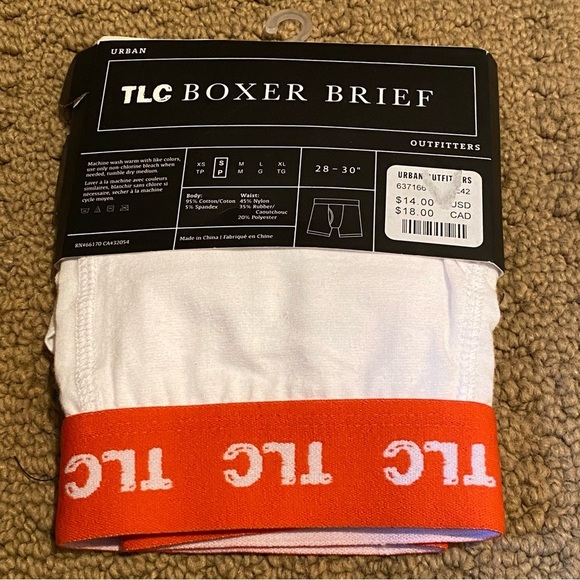 URBAN
TLC BOXER BRIEF
OUTFITTERS
Machine wash warm with like colors,
use only non-chlorine bleach when
needed, tumble dry medium.
Laver à la machine avec couleurs
similaires, blanchir sans chlore si
nécessaire, sécher à la machine
cycle moyen.
RN#66170 CA#32054
XS S M L XL
TP P M G TG
28 – 30"
Body:
95% Cotton/Coton
5% Spandex
Waist:
45% Nylon
35% Rubber/
Caoutchouc
20% Polyester
Made in China | Fabriqué en Chine
URBAN OUTFITTERS
637166 42
$14.00 USD
$18.00 CAD
TLC TLC TLC TL